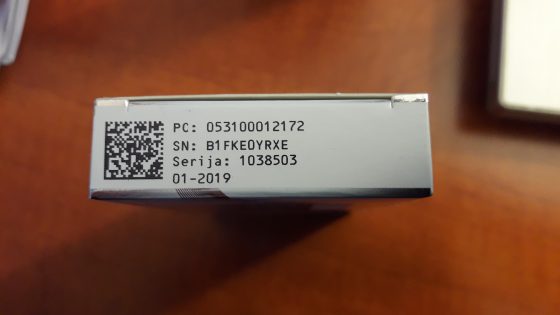 PC: 053100012172
SN: B1FKE0YRXE
Serija: 1038503
01-2019